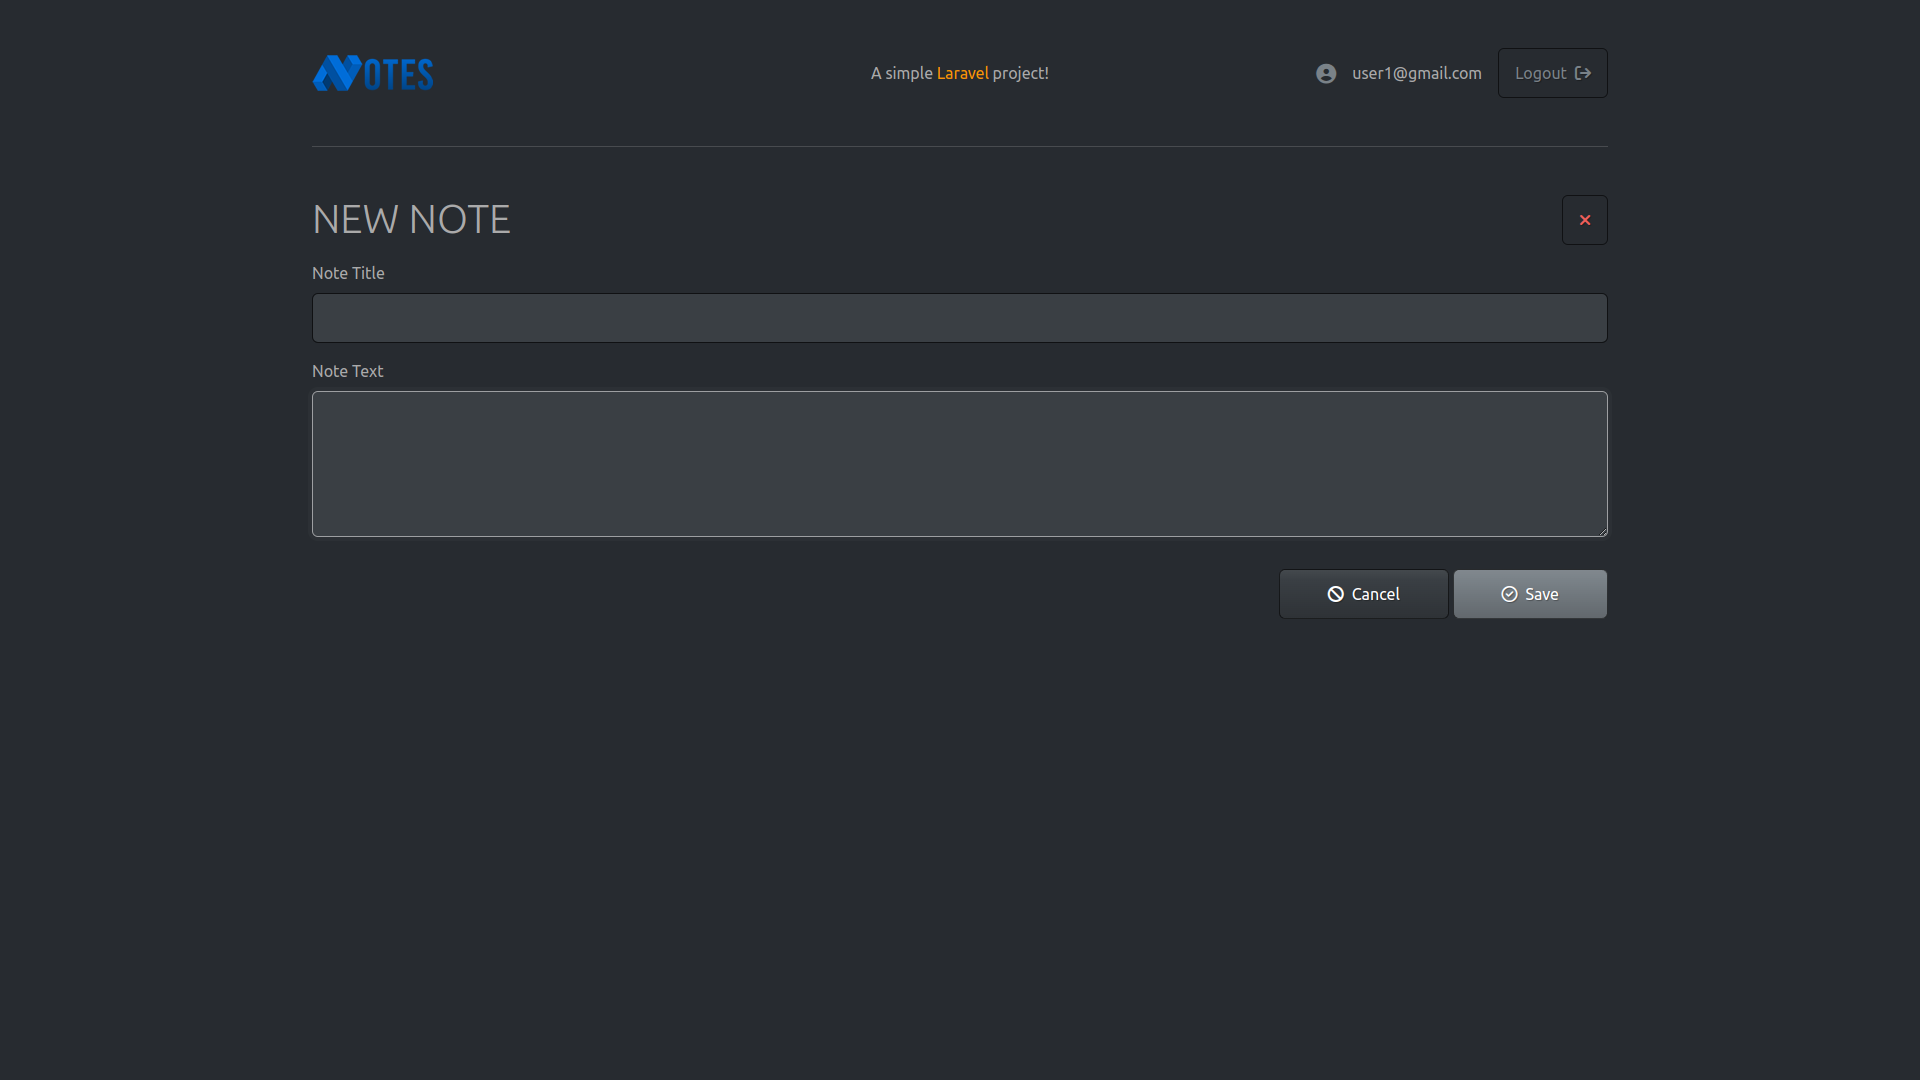 NOTES
A simple Laravel project!
user1@gmail.com
Logout
NEW NOTE
Note Title
Note Text
Cancel
Save